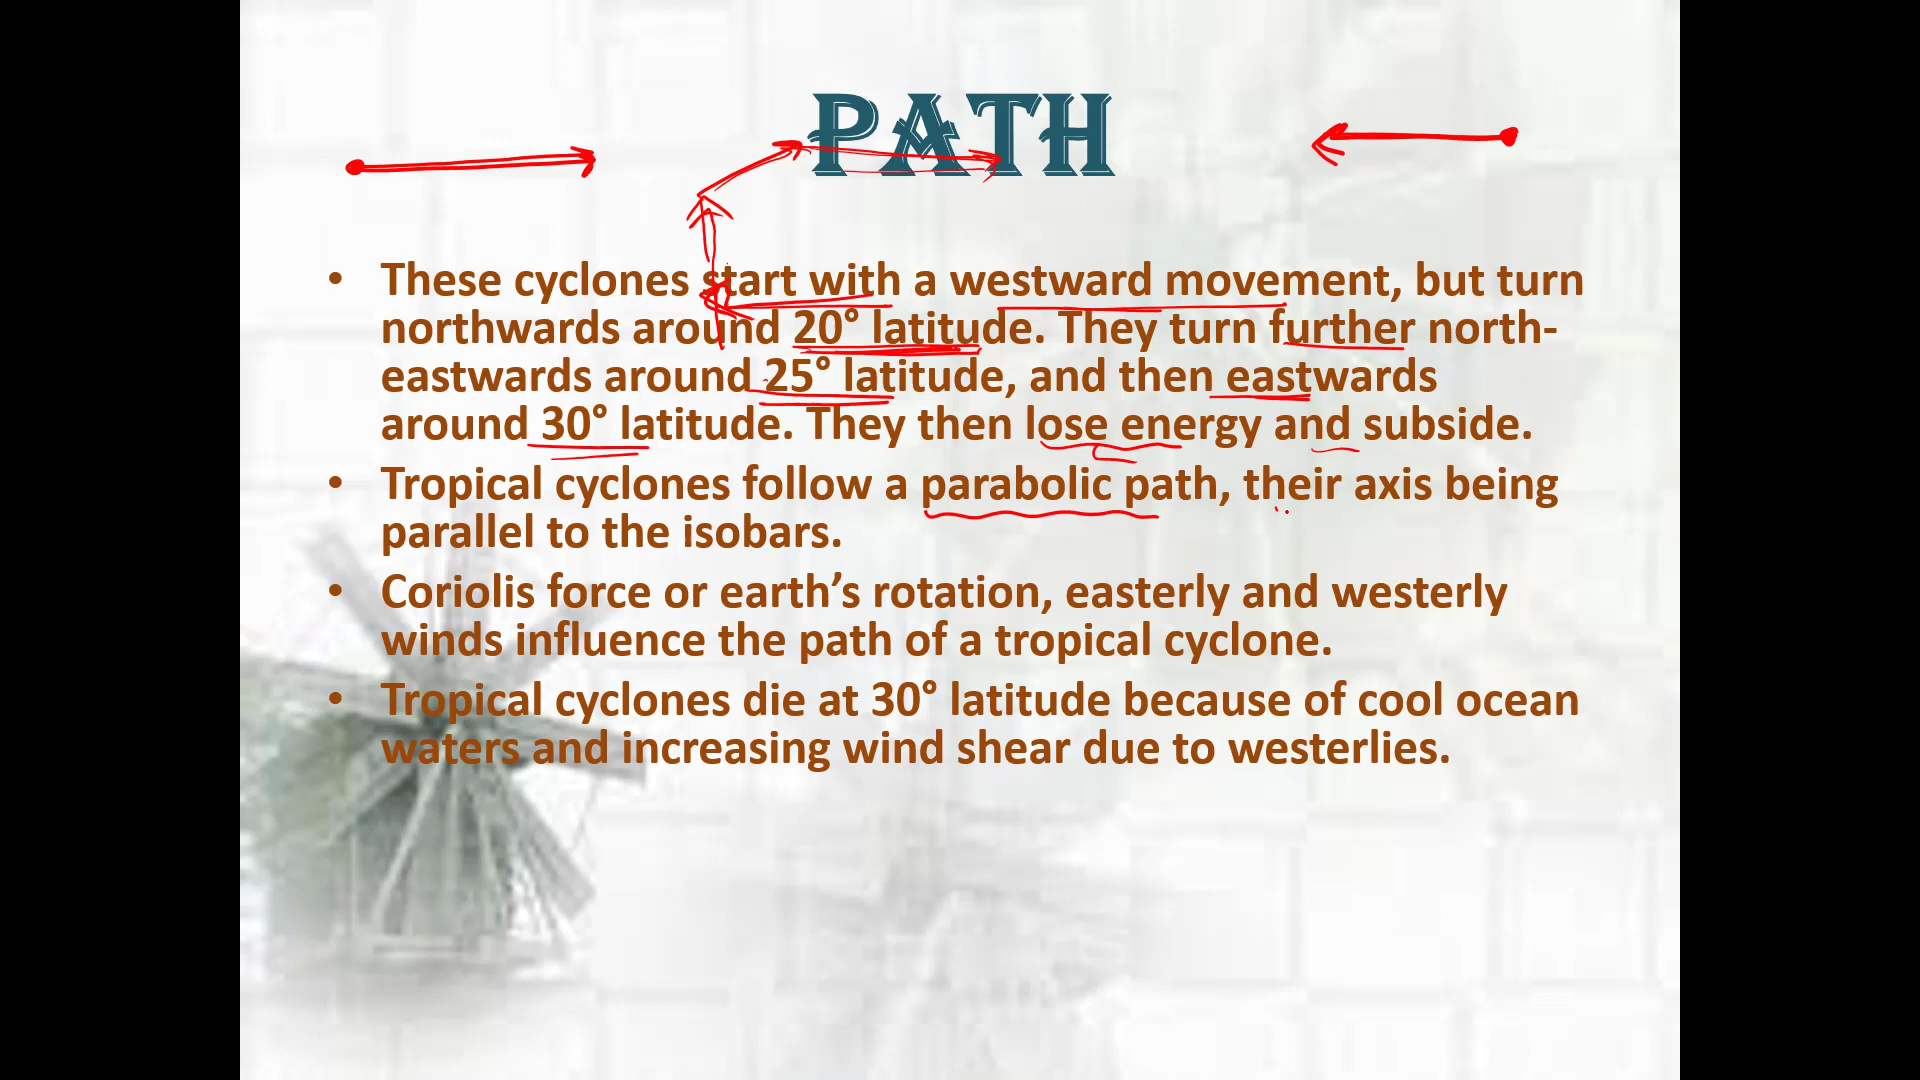 PATH
• These cyclones start with a westward movement, but turn
northwards around 20° latitude. They turn further north-
eastwards around 25° latitude, and then eastwards
around 30° latitude. They then lose energy and subside.
• Tropical cyclones follow a parabolic path, their axis being
parallel to the isobars.
• Coriolis force or earth’s rotation, easterly and westerly
winds influence the path of a tropical cyclone.
• Tropical cyclones die at 30° latitude because of cool ocean
waters and increasing wind shear due to westerlies.